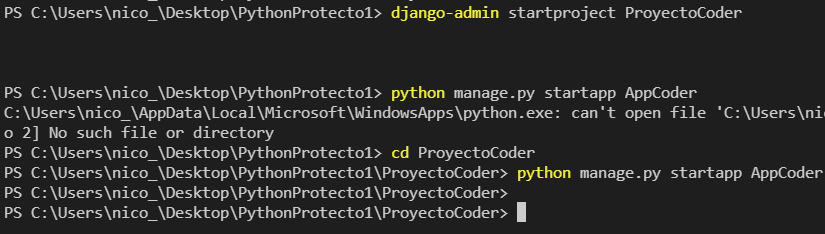 PS C:\Users\nico_\Desktop\PythonProtecto1> django-admin startproject ProyectoCoder
PS C:\Users\nico_\Desktop\PythonProtecto1> python manage.py startapp AppCoder
C:\Users\nico_\AppData\Local\Microsoft\WindowsApps\python.exe: can't open file 'C:\Users\nic
o 2] No such file or directory
PS C:\Users\nico_\Desktop\PythonProtecto1> cd ProyectoCoder
PS C:\Users\nico_\Desktop\PythonProtecto1\ProyectoCoder> python manage.py startapp AppCoder
PS C:\Users\nico_\Desktop\PythonProtecto1\ProyectoCoder>
PS C:\Users\nico_\Desktop\PythonProtecto1\ProyectoCoder>